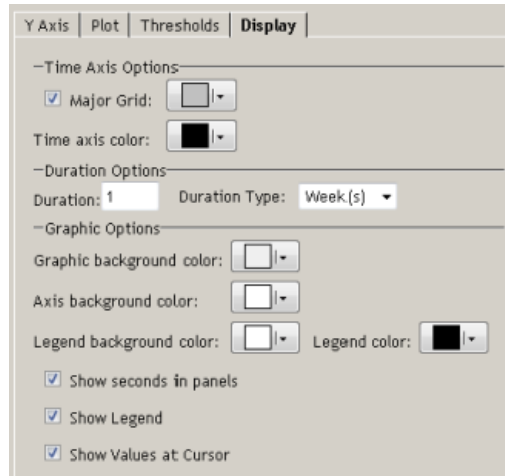 Y Axis Plot Thresholds Display
Time Axis Options
Major Grid:
Time axis color:
Duration Options
Duration: 1 Duration Type: Week.(s)
Graphic Options
Graphic background color:
Axis background color:
Legend background color: Legend color:
Show seconds in panels
Show Legend
Show Values at Cursor